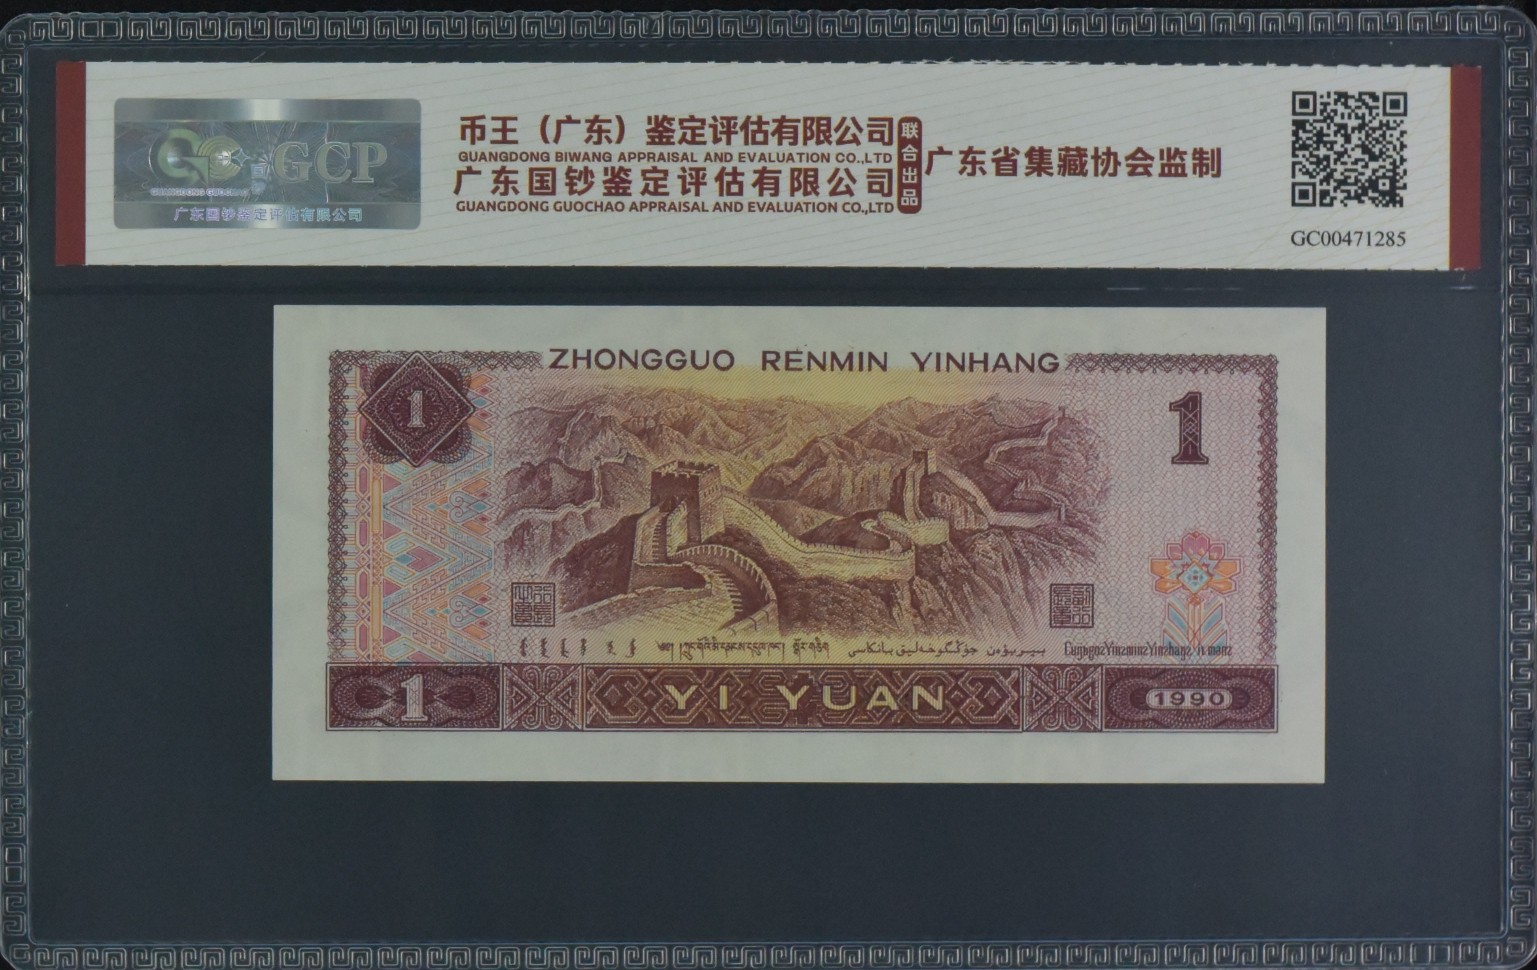 GCP
广东国钞鉴定评估有限公司
币王（广东）鉴定评估有限公司
GUANGDONG BIWANG APPRAISAL AND EVALUATION CO.,LTD
广东国钞鉴定评估有限公司
GUANGDONG GUOCHAO APPRAISAL AND EVALUATION CO.,LTD
联合出品
广东省集藏协会监制
GC00471285
ZHONGGUO RENMIN YINHANG
1
1
1
YI YUAN
1990